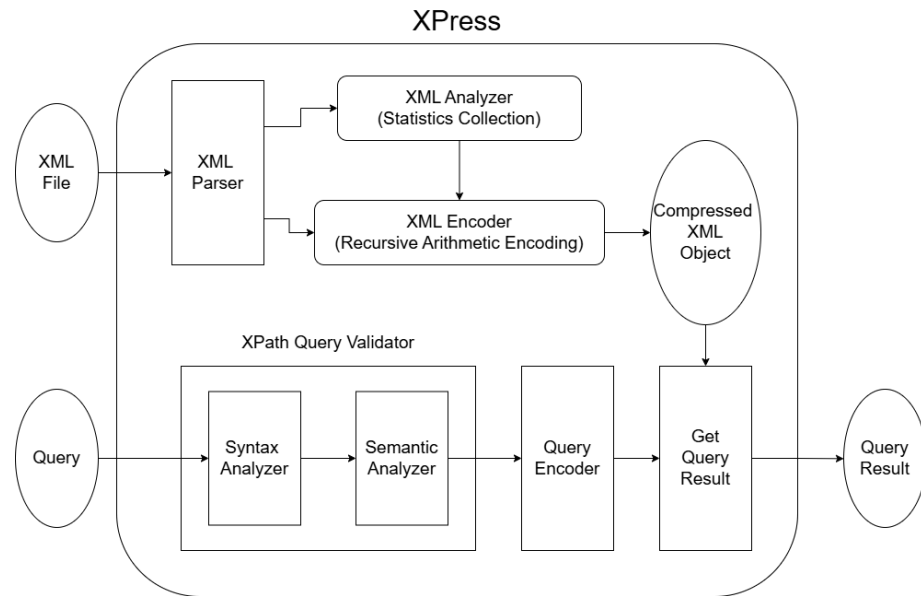 XPress
XML Analyzer
(Statistics Collection)
XML
File
XML
Parser
XML Encoder
(Recursive Arithmetic Encoding)
Compressed
XML
Object
XPath Query Validator
Query
Syntax
Analyzer
Semantic
Analyzer
Query
Encoder
Get
Query
Result
Query
Result